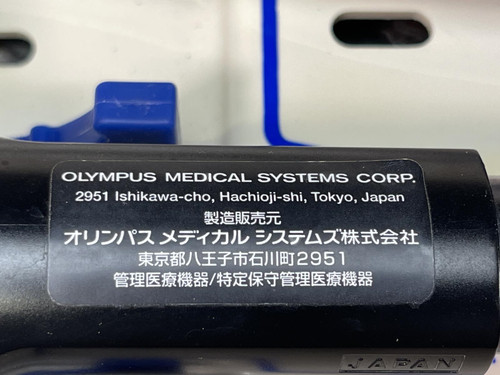 OLYMPUS MEDICAL SYSTEMS CORP.
2951 Ishikawa-cho, Hachioji-shi, Tokyo, Japan
製造販売元
オリンパス メディカル システムズ株式会社
東京都八王子市石川町2951
管理医療機器/特定保守管理医療機器
JAPAN